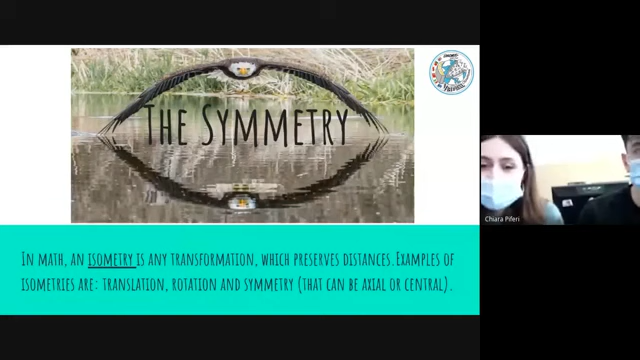 The Symmetry
In math, an isometry is any transformation, which preserves distances. Examples of
isometries are: translation, rotation and symmetry (that can be axial or central).
Chiara Piferi